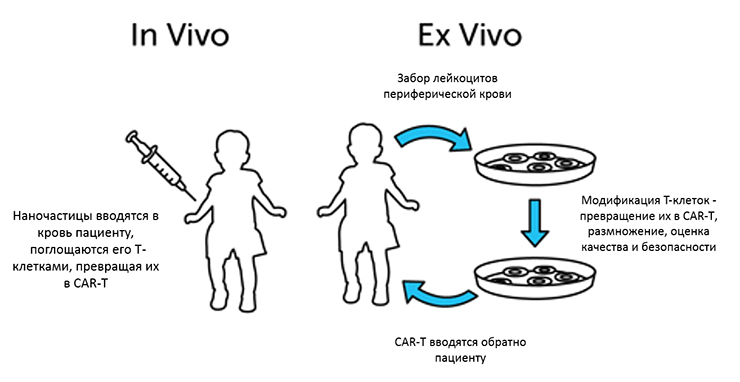 In Vivo
Ex Vivo
Забор лейкоцитов
периферической крови
Наночастицы вводятся в
кровь пациенту,
поглощаются его Т-
клетками, превращая их
в CAR-T
Модификация Т-клеток -
превращение их в CAR-T,
размножение, оценка
качества и безопасности
CAR-T вводятся обратно
пациенту